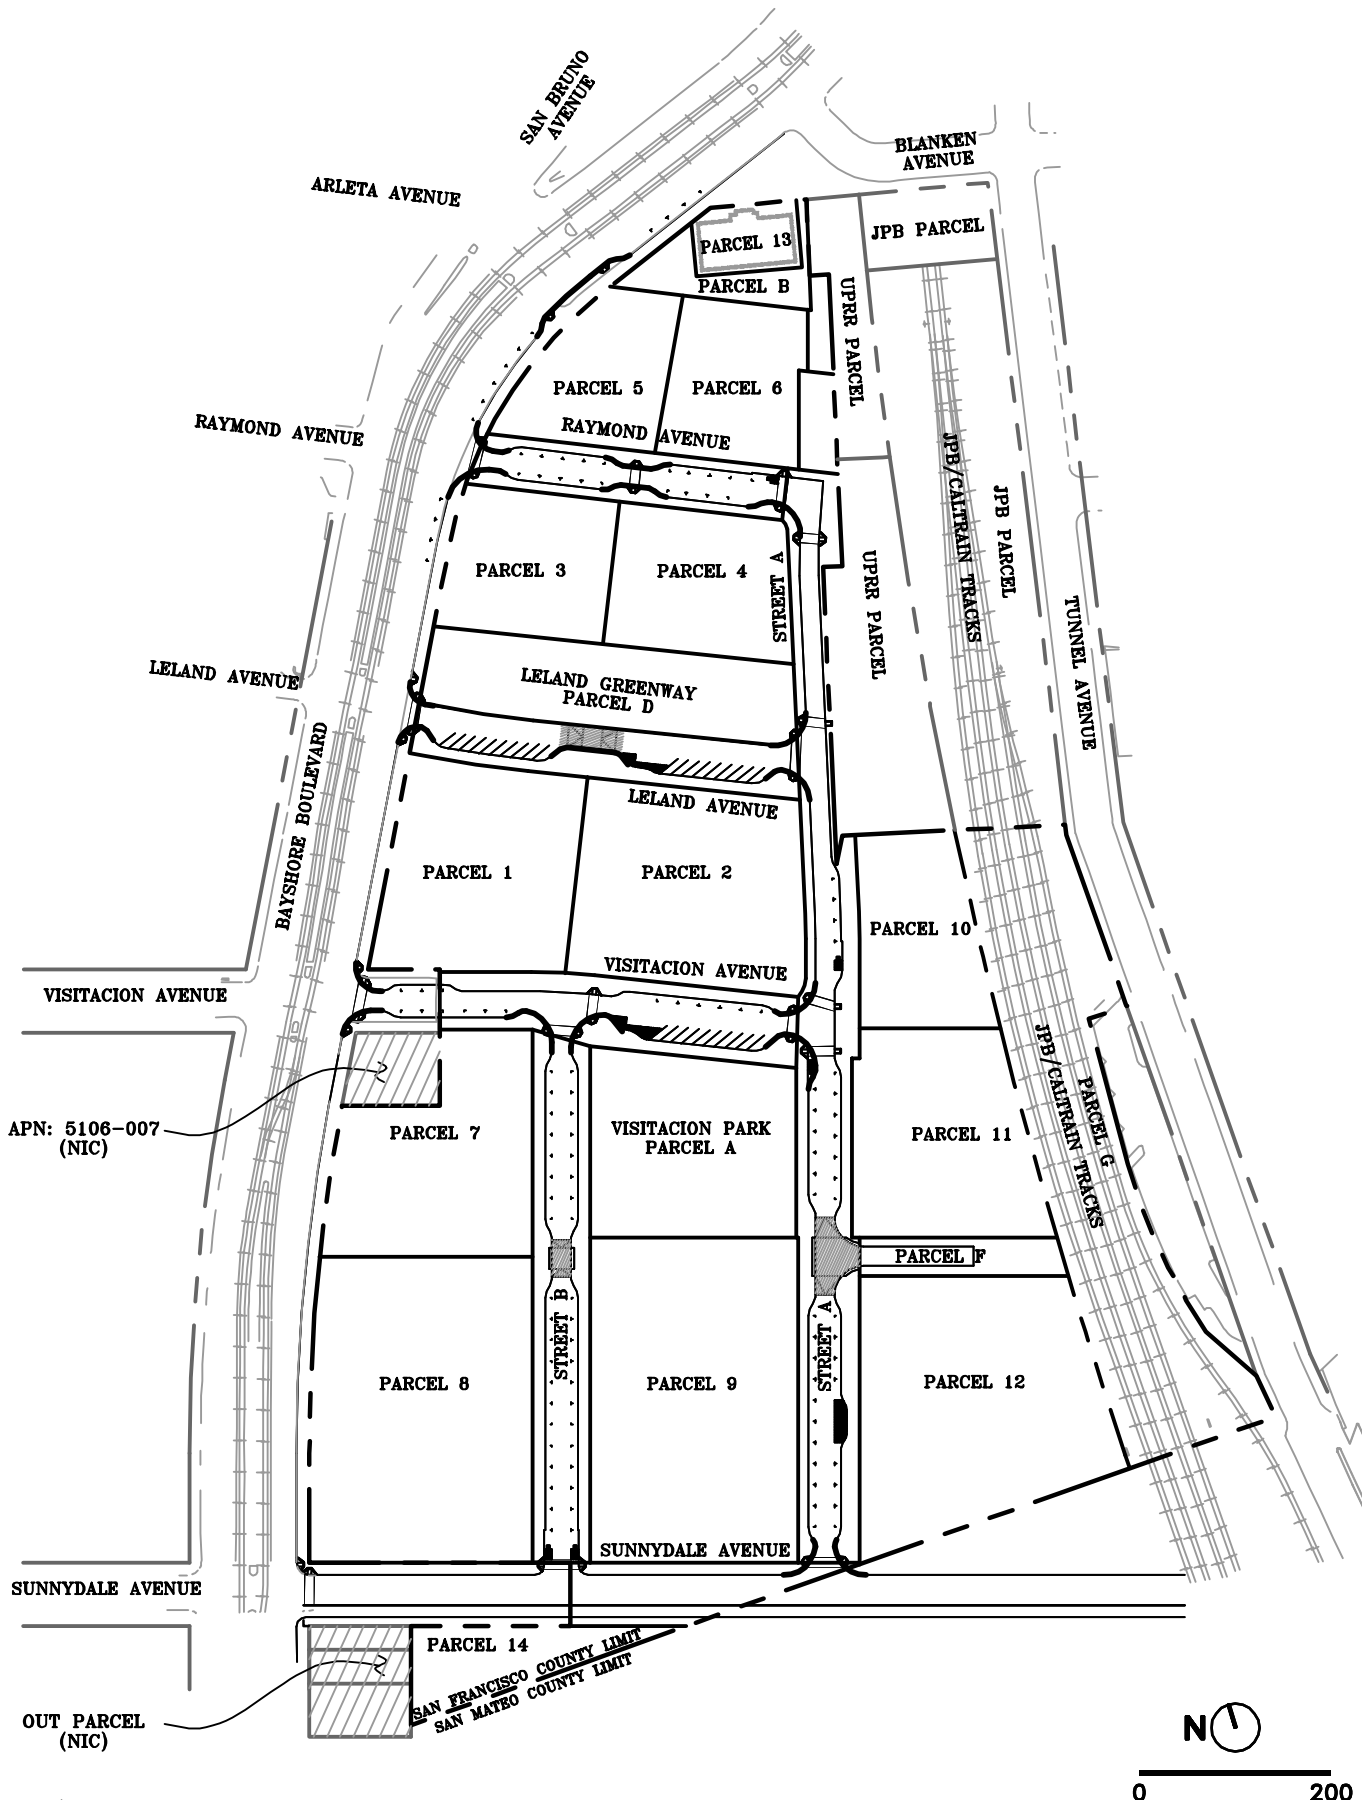 SAN BRUNO
AVENUE
BLANKEN
AVENUE
ARLETA AVENUE
JPB PARCEL
PARCEL 13
PARCEL B
UPRR PARCEL
PARCEL 5
PARCEL 6
RAYMOND AVENUE
RAYMOND AVENUE
JPB/CALTRAIN TRACKS
JPB PARCEL
PARCEL 3
PARCEL 4
STREET A
UPRR PARCEL
TUNNEL AVENUE
LELAND AVENUE
LELAND GREENWAY
PARCEL D
BAYSHORE BOULEVARD
LELAND AVENUE
PARCEL 1
PARCEL 2
PARCEL 10
VISITACION AVENUE
VISITACION AVENUE
JPB/CALTRAIN TRACKS
PARCEL G
APN: 5106-007
(NIC)
PARCEL 7
VISITACION PARK
PARCEL A
PARCEL 11
PARCEL F
STREET B
STREET A
PARCEL 8
PARCEL 9
PARCEL 12
SUNNYDALE AVENUE
SUNNYDALE AVENUE
PARCEL 14
SAN FRANCISCO COUNTY LIMIT
SAN MATEO COUNTY LIMIT
OUT PARCEL
(NIC)
N
0 200